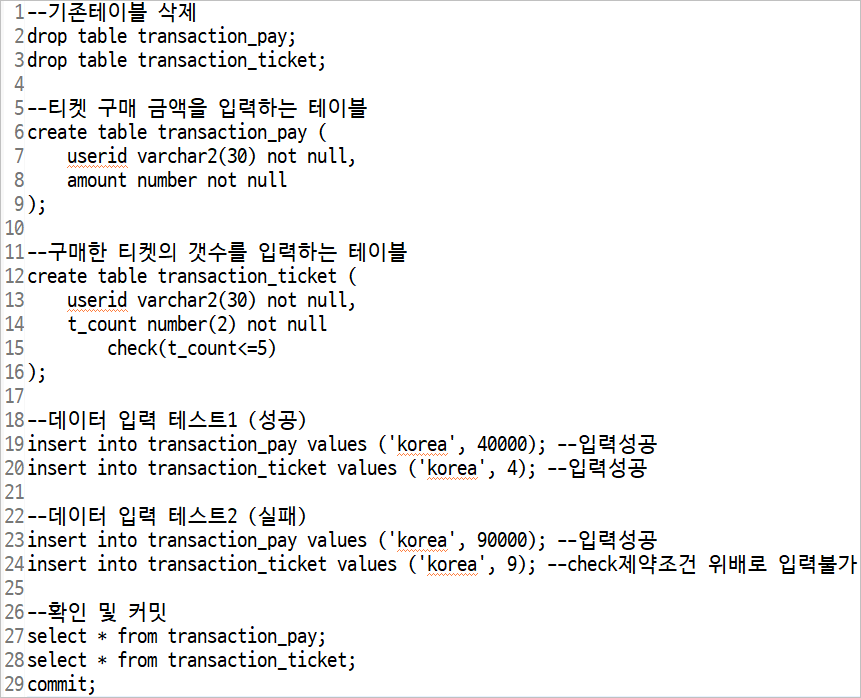 1--기존테이블 삭제
2drop table transaction_pay;
3drop table transaction_ticket;
4
5--티켓 구매 금액을 입력하는 테이블
6create table transaction_pay (
7    userid varchar2(30) not null,
8    amount number not null
9);
10
11--구매한 티켓의 갯수를 입력하는 테이블
12create table transaction_ticket (
13    userid varchar2(30) not null,
14    t_count number(2) not null
15        check(t_count<=5)
16);
17
18--데이터 입력 테스트1 (성공)
19insert into transaction_pay values ('korea', 40000); --입력성공
20insert into transaction_ticket values ('korea', 4); --입력성공
21
22--데이터 입력 테스트2 (실패)
23insert into transaction_pay values ('korea', 90000); --입력성공
24insert into transaction_ticket values ('korea', 9); --check제약조건 위배로 입력불가
25
26--확인 및 커밋
27select * from transaction_pay;
28select * from transaction_ticket;
29commit;